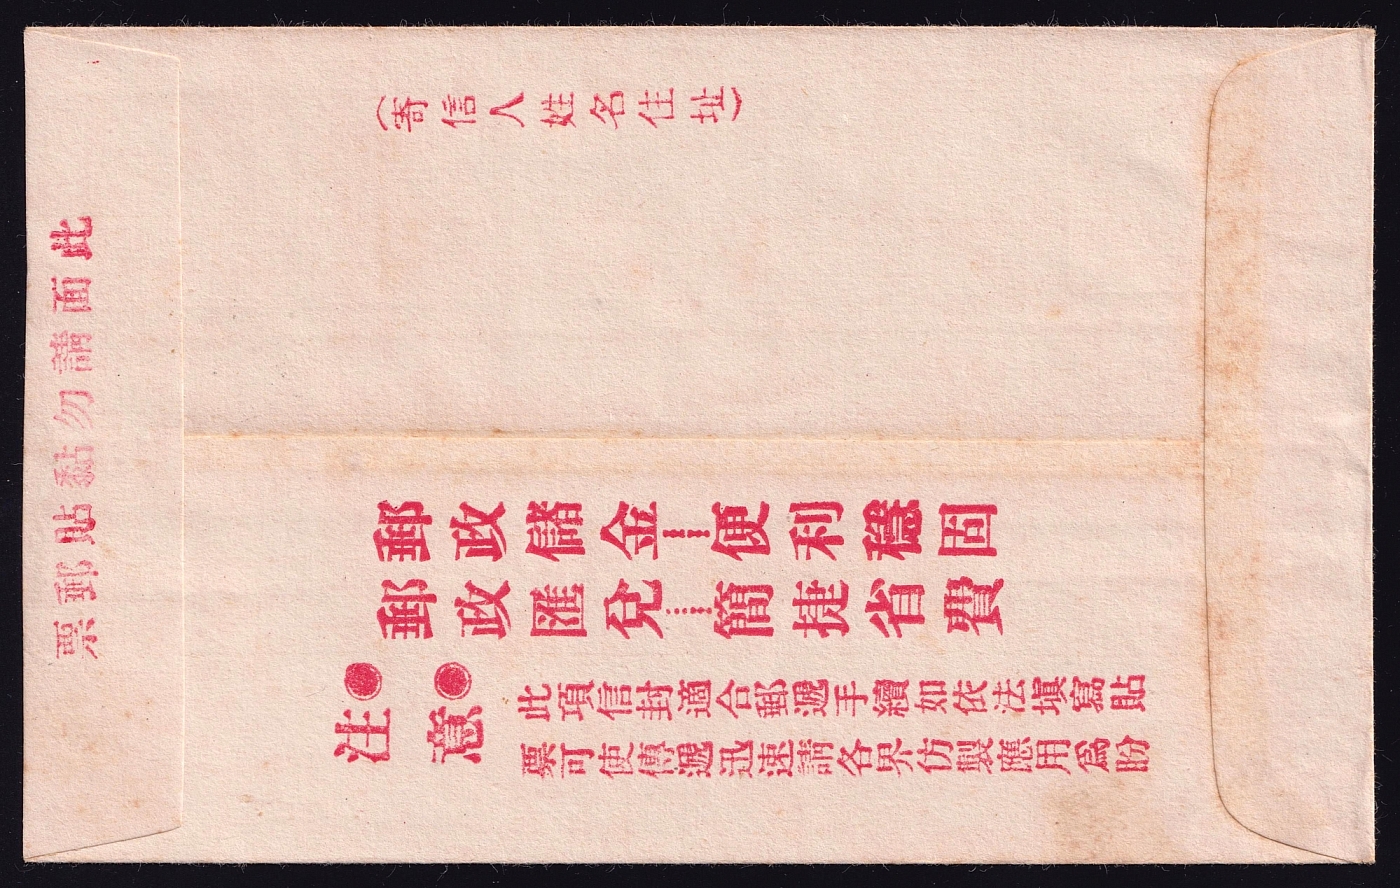 此面請勿黏貼郵票
（寄信人姓名住址）
郵政儲金……便利穩固
郵政匯兌……簡捷省費
注意
此項信封適合郵遞手續如依法塡寫貼
票可使傳遞迅速請各界仿製應用爲盼